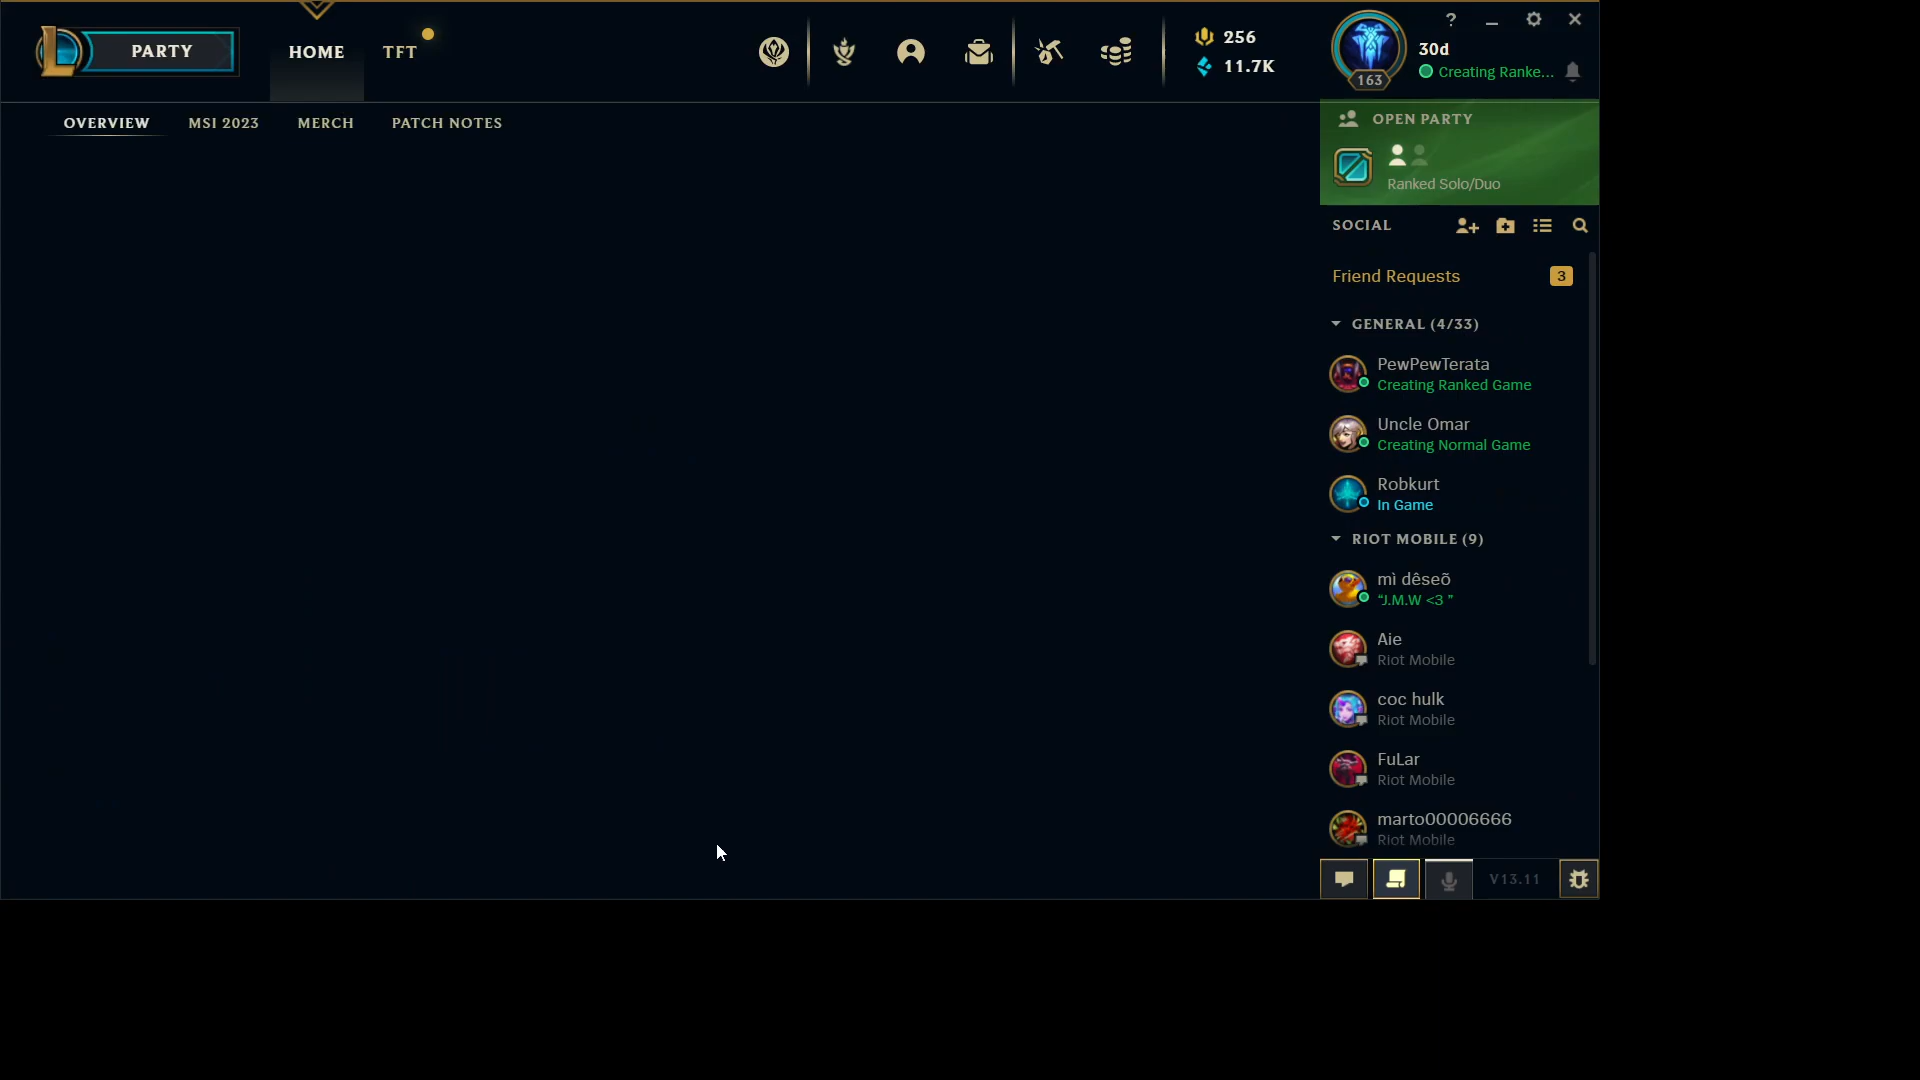 PARTY
HOME
TFT
256
11.7K
?
163
30d
Creating Ranke...
OVERVIEW
MSI 2023
MERCH
PATCH NOTES
OPEN PARTY
Ranked Solo/Duo
SOCIAL
Friend Requests
3
GENERAL (4/33)
PewPewTerata
Creating Ranked Game
Uncle Omar
Creating Normal Game
Robkurt
In Game
RIOT MOBILE (9)
mì dêseõ
“J.M.W <3 ”
Aie
Riot Mobile
coc hulk
Riot Mobile
FuLar
Riot Mobile
marto00006666
Riot Mobile
V13.11